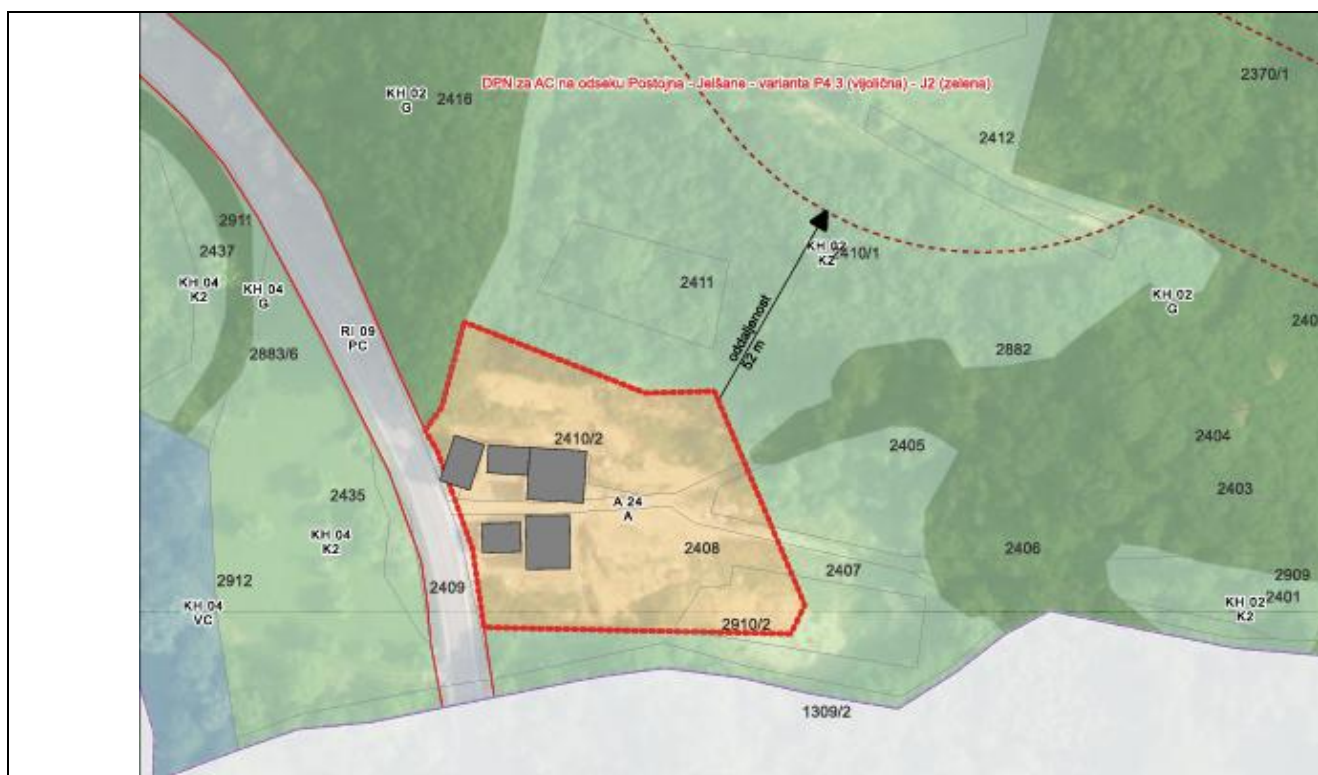 2370/1
DPN za AC na odseku Postojna - Jelšane - varianta P4.3 (vijolična) - J2 (zelena)
KH 02
G
2416
2412
2911
2437
KH 04
K2
KH 04
G
KH 02
K2
2410/1
2411
KH 02
G
oddaljenost
52 m
RI 09
PC
240
2883/6
2882
2410/2
2405
2404
2403
2435
A 24
A
KH 04
K2
2408
2406
2407
2409
2912
2909
KH 04
VC
KH 02
K2
2401
2910/2
1309/2